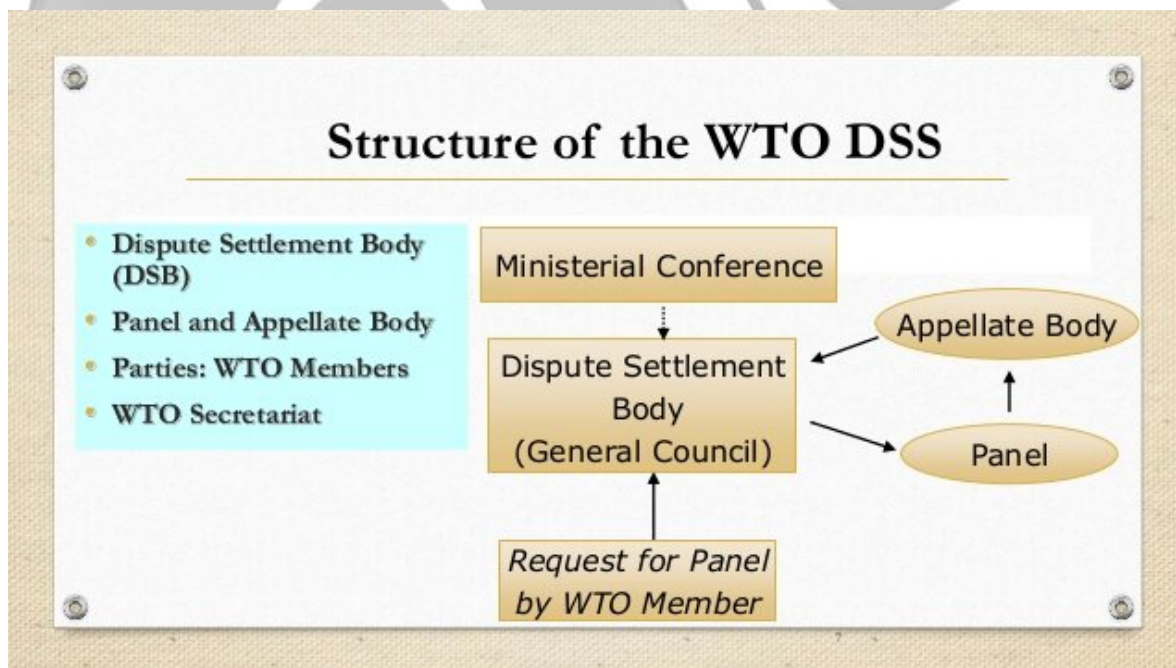 Structure of the WTO DSS
Dispute Settlement Body
(DSB)
Panel and Appellate Body
Parties: WTO Members
WTO Secretariat
Ministerial Conference
Dispute Settlement
Body
(General Council)
Appellate Body
Panel
Request for Panel
by WTO Member